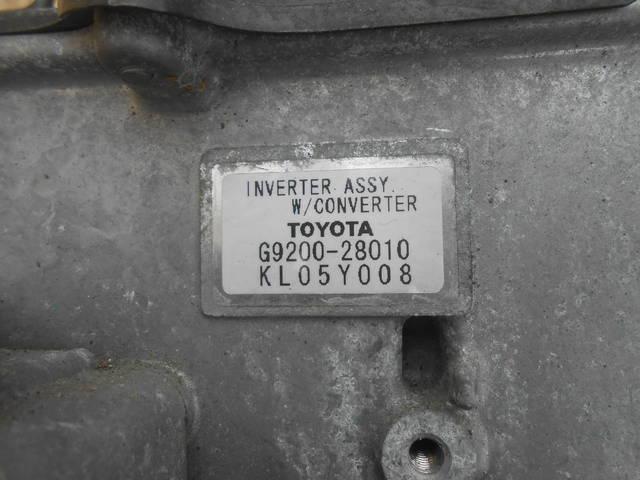 INVERTER ASSY.
W/CONVERTER
TOYOTA
G9200-28010
KL05Y008